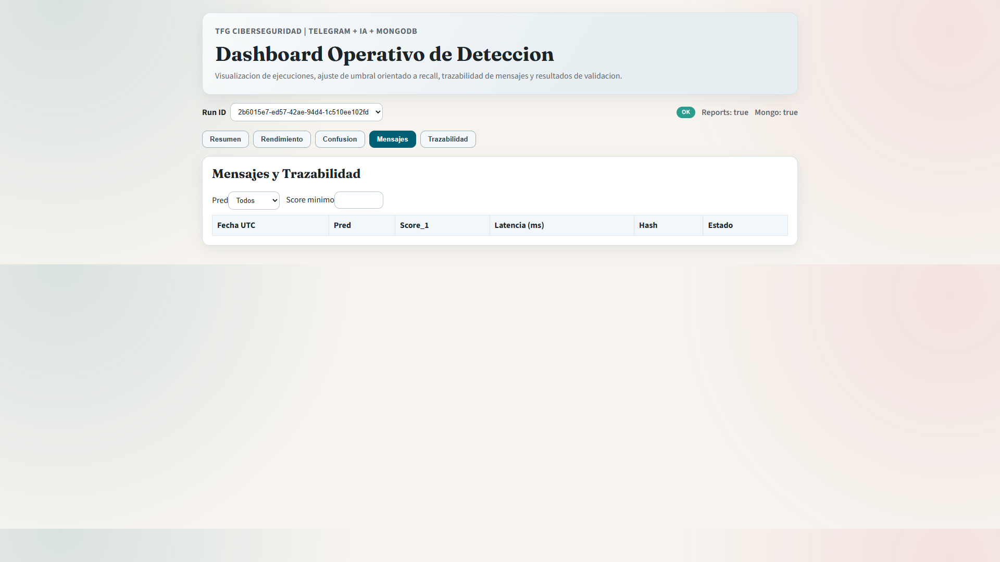 TFG CIBERSEGURIDAD | TELEGRAM + IA + MONGODB
Dashboard Operativo de Deteccion
Visualizacion de ejecuciones, ajuste de umbral orientado a recall, trazabilidad de mensajes y resultados de validacion.
Run ID 2b6015e7-ed57-42ae-94d4-1c510ee102fd OK Reports: true Mongo: true
Resumen Rendimiento Confusion Mensajes Trazabilidad
Mensajes y Trazabilidad
Pred Todos Score minimo
Fecha UTC Pred Score_1 Latencia (ms) Hash Estado